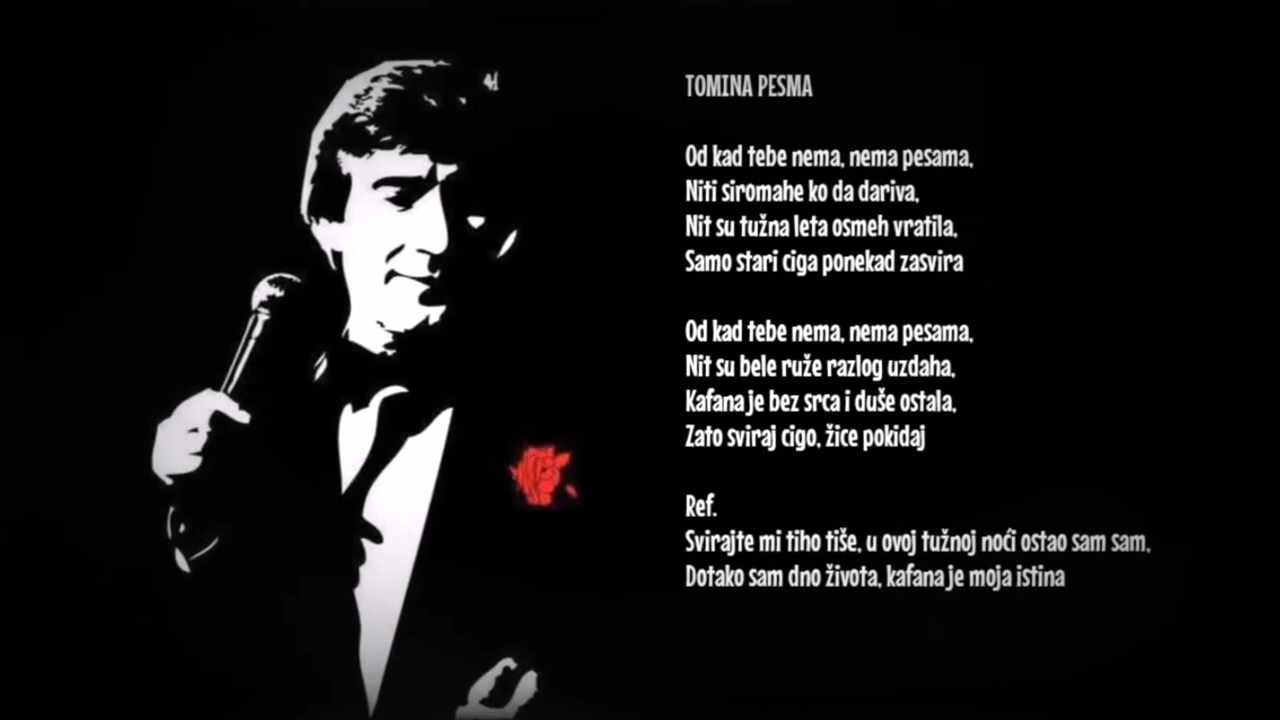 TOMINA PESMA
Od kad tebe nema, nema pesama,
Niti siromahe ko da dariva,
Nit su tužna leta osmeh vratila,
Samo stari ciga ponekad zasvira
Od kad tebe nema, nema pesama,
Nit su bele ruže razlog uzdaha,
Kafana je bez srca i duše ostala,
Zato sviraj cigo, žice pokidaj
Ref.
Svirajte mi tiho tiše, u ovoj tužnoj noći ostao sam sam,
Dotako sam dno života, kafana je moja istina